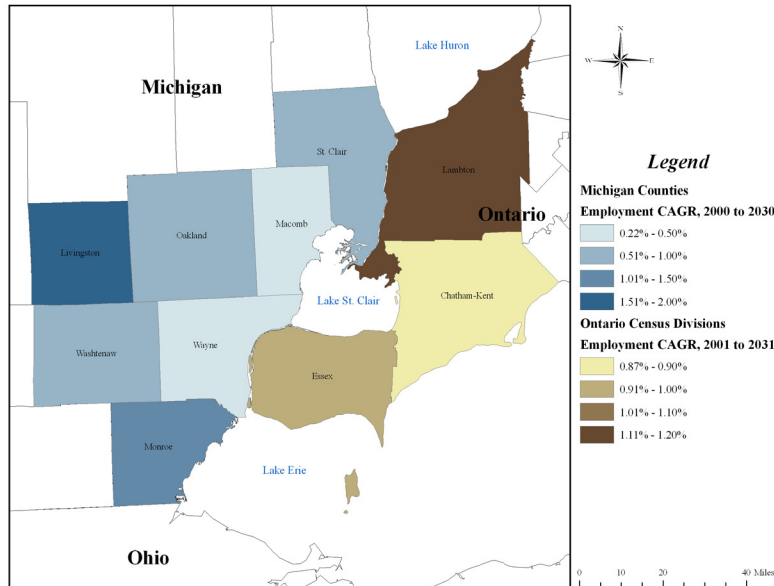 Lake Huron
N
W E
S
Michigan
St. Clair
Lambton
Legend
Michigan Counties
Employment CAGR, 2000 to 2030
0.22% - 0.50%
0.51% - 1.00%
1.01% - 1.50%
1.51% - 2.00%
Ontario Census Divisions
Employment CAGR, 2001 to 2031
0.87% - 0.90%
0.91% - 1.00%
1.01% - 1.10%
1.11% - 1.20%
Ontario
Macomb
Oakland
Livingston
Lake St. Clair
Chatham-Kent
Washtenaw
Wayne
Essex
Monroe
Lake Erie
Ohio
0 10 20 40 Miles